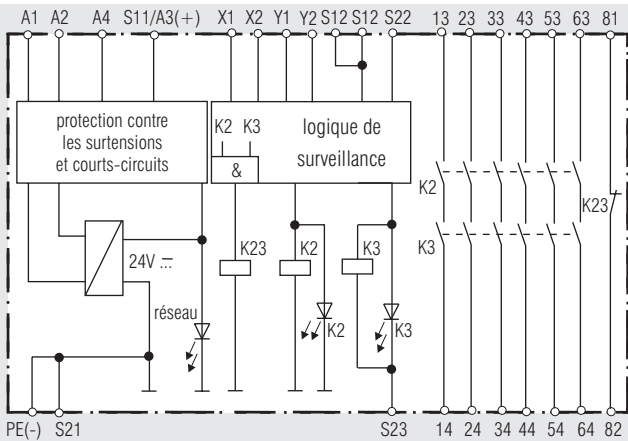 A1 A2 A4 S11/A3(+) X1 X2 Y1 Y2 S12 S12 S22 13 23 33 43 53 63 81
protection contre
les surtensions
et courts-circuits
K2 K3
&
logique de
surveillance
K2
K23
K3
24V
K23
K2
K3
réseau
K2
K3
PE(-) S21 S23 14 24 34 44 54 64 82